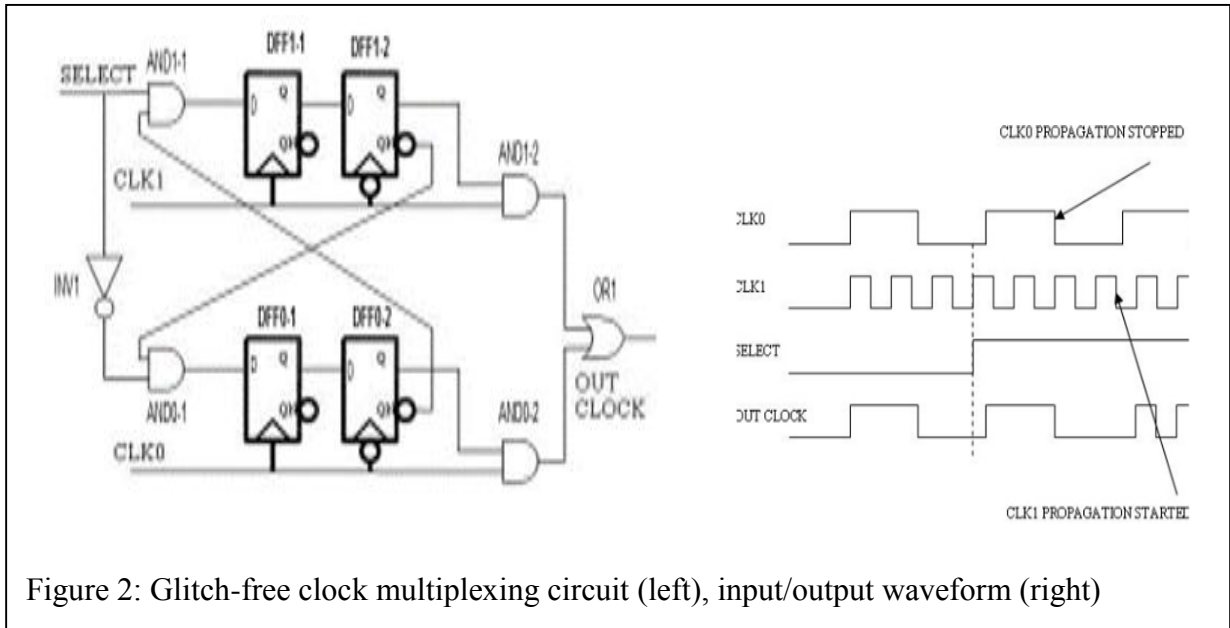 DFF1-1
DFF1-2
AND1-1
SELECT
D
Q
QN
D
Q
QN
AND1-2
CLK1
INV1
OR1
DFF0-1
DFF0-2
D
Q
QN
D
Q
QN
OUT
CLOCK
AND0-1
AND0-2
CLK0
CLK0 PROPAGATION STOPPED
CLK0
CLK1
SELECT
OUT CLOCK
CLK1 PROPAGATION STARTED
Figure 2: Glitch-free clock multiplexing circuit (left), input/output waveform (right)